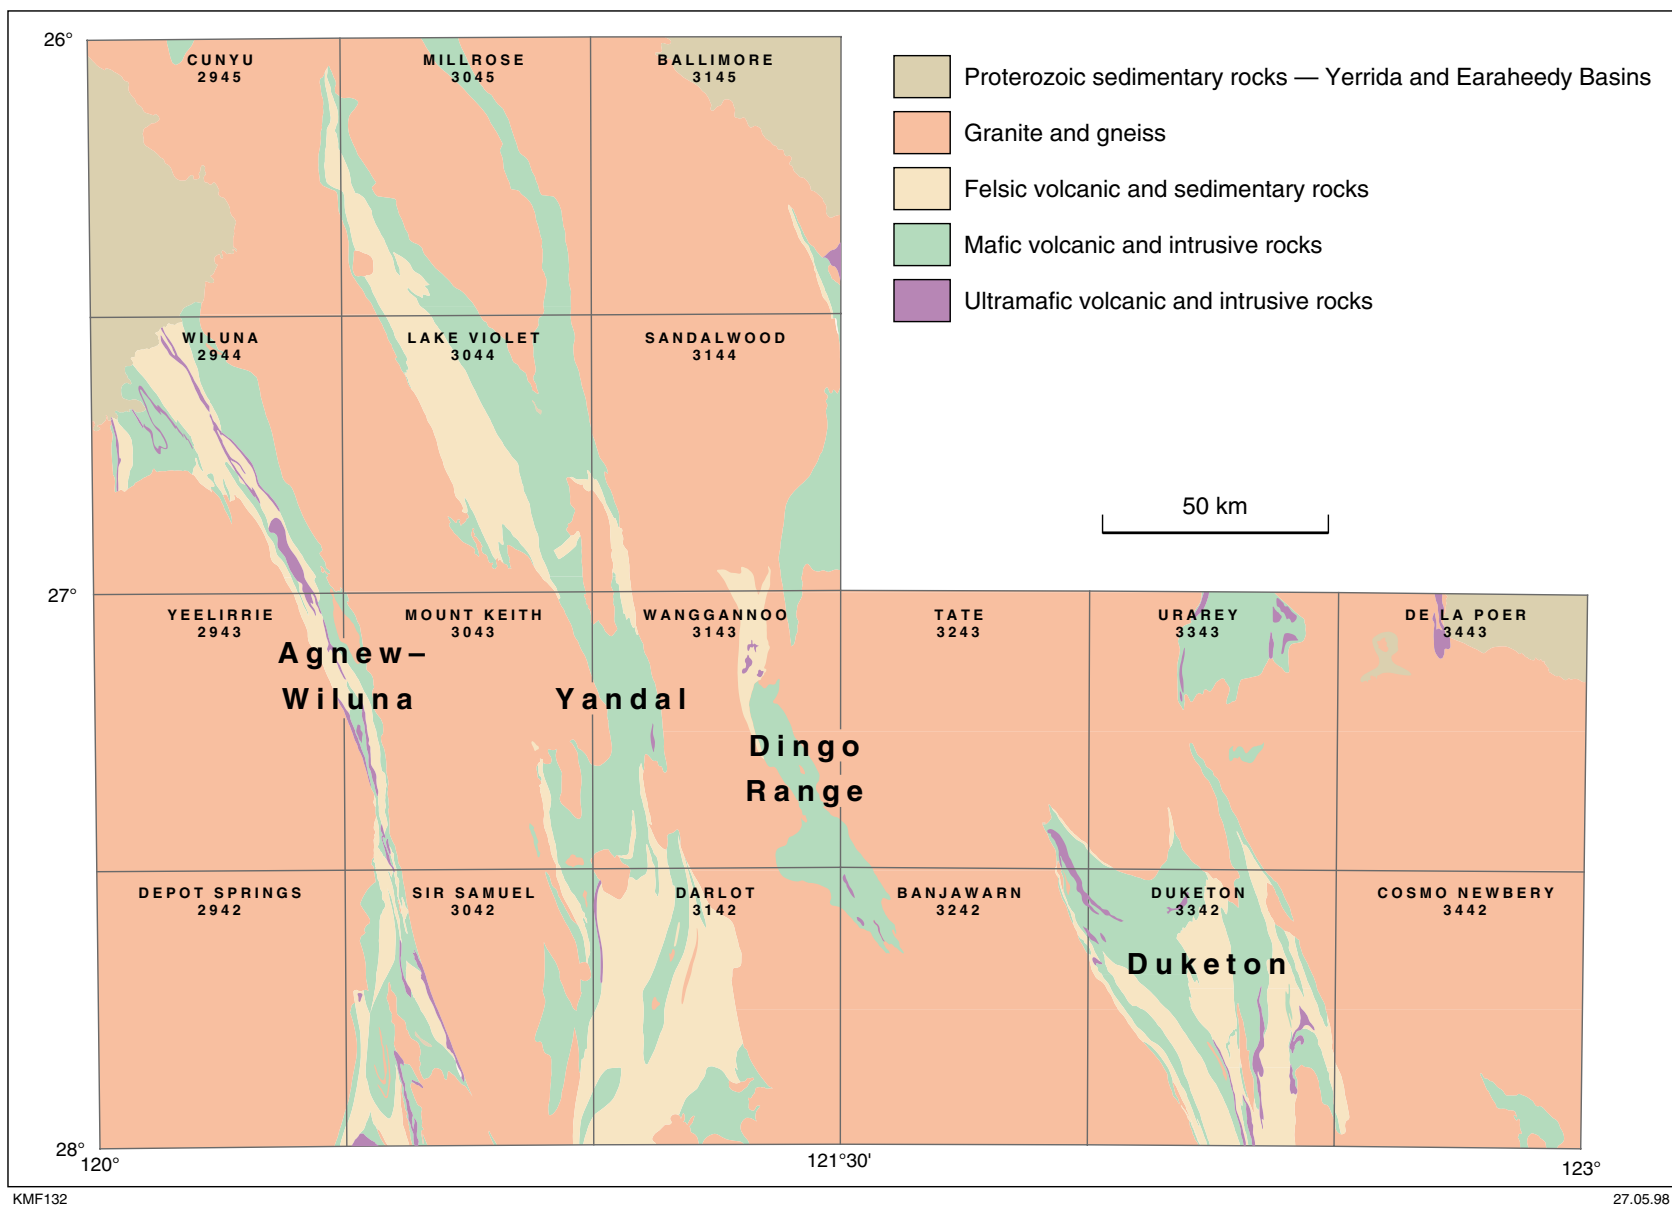 26°
CUNYU
2945
MILLROSE
3045
BALLIMORE
3145
Proterozoic sedimentary rocks — Yerrida and Earaheedy Basins
Granite and gneiss
Felsic volcanic and sedimentary rocks
Mafic volcanic and intrusive rocks
Ultramafic volcanic and intrusive rocks
WILUNA
2944
LAKE VIOLET
3044
SANDALWOOD
3144
50 km
27°
YEELIRRIE
2943
MOUNT KEITH
3043
WANGGANNOO
3143
TATE
3243
URAREY
3343
DE LA POER
3443
Agnew–
Wiluna
Yandal
Dingo
Range
DEPOT SPRINGS
2942
SIR SAMUEL
3042
DARLOT
3142
BANJAWARN
3242
DUKETON
3342
COSMO NEWBERY
3442
Duketon
28°
120°
121°30'
123°
KMF132
27.05.98